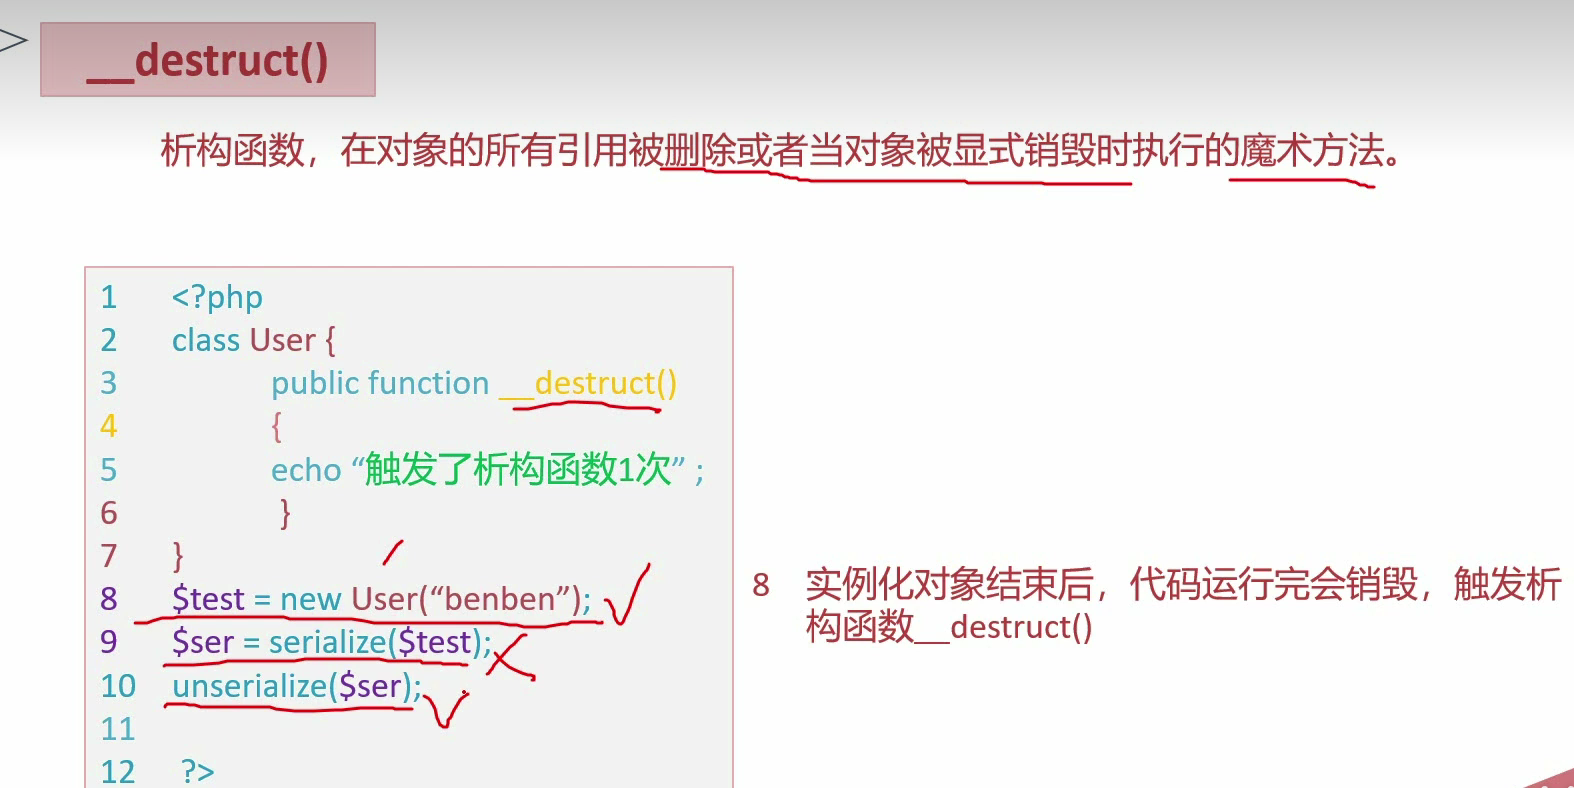 __destruct()
析构函数，在对象的所有引用被删除或者当对象被显式销毁时执行的魔术方法。
1 <?php
2 class User {
3 public function __destruct()
4 {
5 echo “触发了析构函数1次” ;
6 }
7 }
8 $test = new User(“benben”);
9 $ser = serialize($test);
10 unserialize($ser);
11
12 ?>
8 实例化对象结束后，代码运行完会销毁，触发析
构函数__destruct()